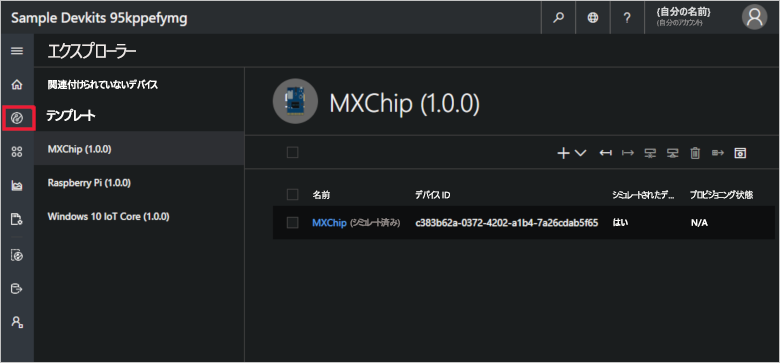 Sample Devkits 95kppefymg
?
(自分の名前)
(自分のアカウント)
エクスプローラー
関連付けられていないデバイス
テンプレート
MXChip (1.0.0)
Raspberry Pi (1.0.0)
Windows 10 IoT Core (1.0.0)
MXChip (1.0.0)
名前 デバイス ID シミュレートされたデ... プロビジョニング状態
MXChip (シミュレート済み) c383b62a-0372-4202-a1b4-7a26cdab5f65 はい N/A